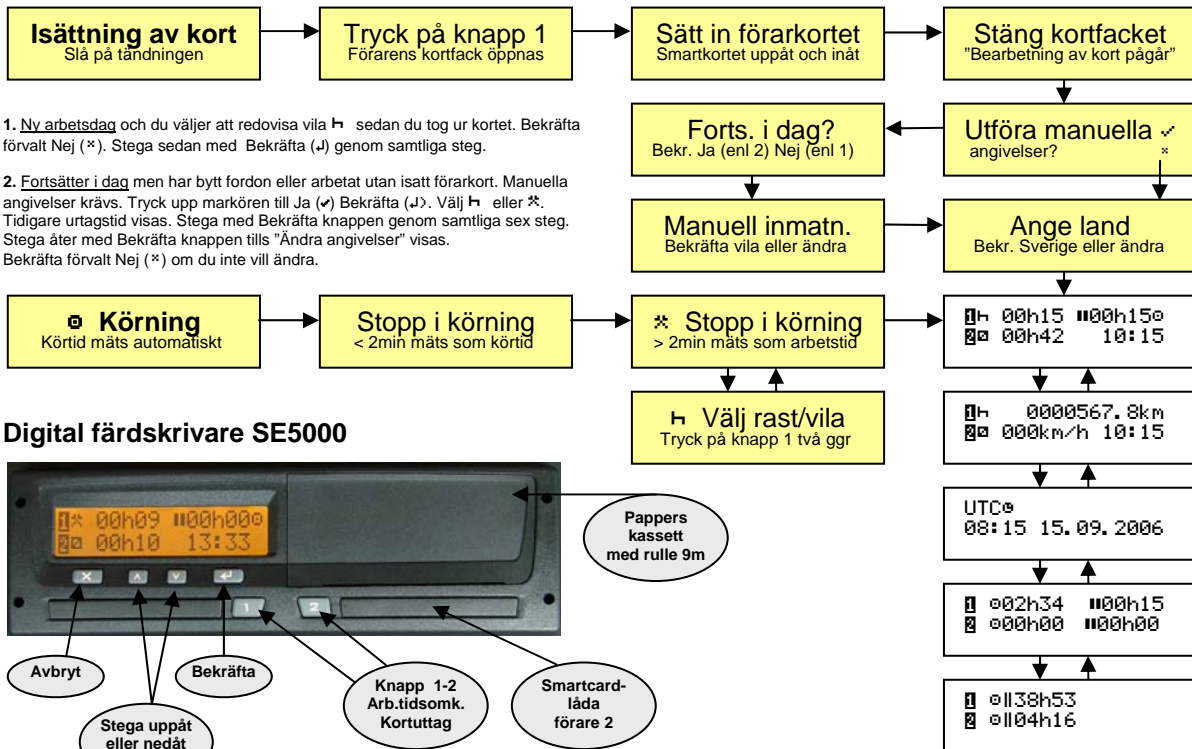 Isättning av kort
Slå på tändningen
Tryck på knapp 1
Förarens kortfack öppnas
Sätt in förarkortet
Smartkortet uppåt och inåt
Stäng kortfacket
"Bearbetning av kort pågår"
1. Ny arbetsdag och du väljer att redovisa vila sedan du tog ur kortet. Bekräfta
förvalt Nej (×). Stega sedan med Bekräfta (↲) genom samtliga steg.
2. Fortsätter i dag men har bytt fordon eller arbetat utan isatt förarkort. Manuella
angivelser krävs. Tryck upp markören till Ja (✓) Bekräfta (↲). Välj eller ⚒.
Tidigare urtagstid visas. Stega med Bekräfta knappen genom samtliga sex steg.
Stega åter med Bekräfta knappen tills "Ändra angivelser" visas.
Bekräfta förvalt Nej (×) om du inte vill ändra.
Forts. i dag?
Bekr. Ja (enl 2) Nej (enl 1)
Utföra manuella ✓
angivelser? ×
Manuell inmatn.
Bekräfta vila eller ändra
Ange land
Bekr. Sverige eller ändra
Körning
Körtid mäts automatiskt
Stopp i körning
< 2min mäts som körtid
⚒ Stopp i körning
> 2min mäts som arbetstid
Välj rast/vila
Tryck på knapp 1 två ggr
1 00h15 00h15
2 00h42 10:15
1 0000567.8km
2 000km/h 10:15
UTC
08:15 15.09.2006
1 02h34 00h15
2 00h00 00h00
1 38h53
2 04h16
Digital färdskrivare SE5000
1⚒ 00h09 00h00
2 00h10 13:33
1
2
Pappers
kassett
med rulle 9m
Avbryt
Stega uppåt
eller nedåt
Bekräfta
Knapp 1-2
Arb.tidsomk.
Kortuttag
Smartcard-
låda
förare 2